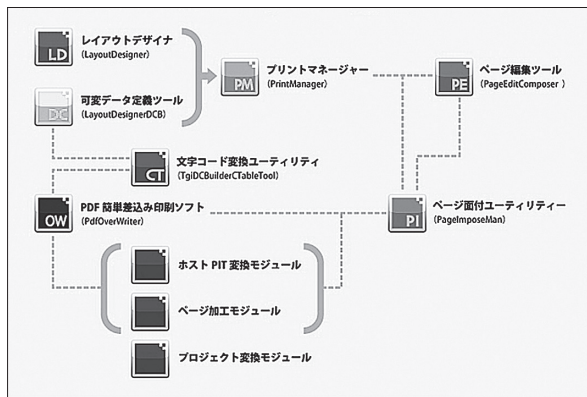 LD
レイアウトデザイナ
(LayoutDesigner)
PM
プリントマネージャー
(PrintManager)
PE
ページ編集ツール
(PageEditComposer )
DC
可変データ定義ツール
(LayoutDesignerDCB)
CT
文字コード変換ユーティリティ
(TgiDCBuilderCTableTool)
OW
PDF 簡単差込み印刷ソフト
(PdfOverWriter)
PI
ページ面付ユーティリティー
(PageImposeMan)
ホスト PIT 変換モジュール
ページ加工モジュール
プロジェクト変換モジュール